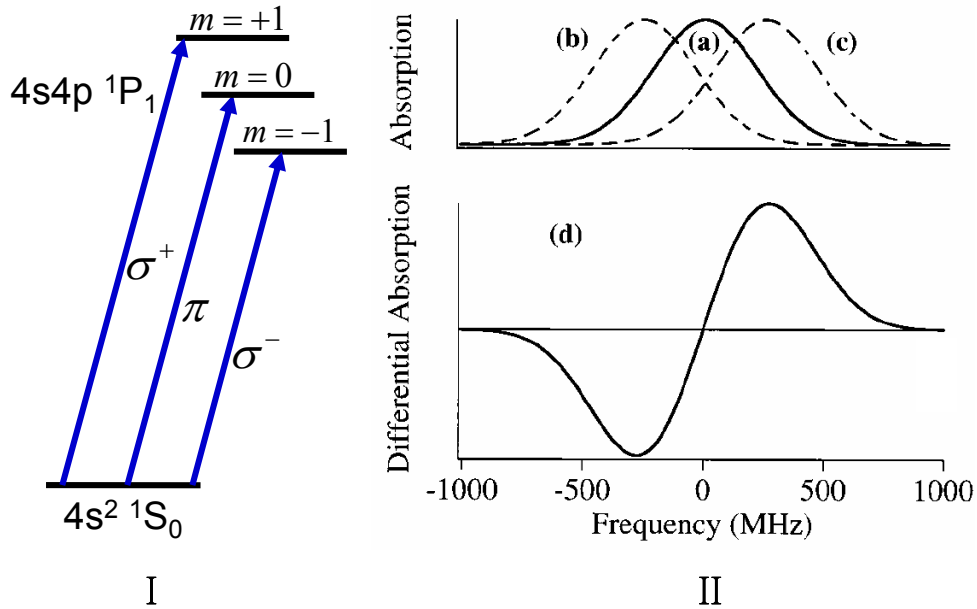 m = +1
4s4p ¹P₁
m = 0
m = −1
σ⁺
π
σ⁻
4s² ¹S₀
I
Absorption
(b)
(a)
(c)
Differential Absorption
(d)
-1000 -500 0 500 1000
Frequency (MHz)
II